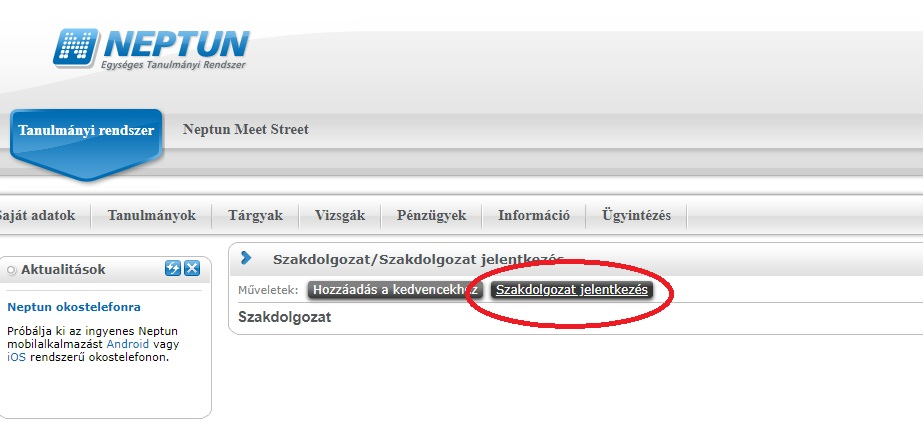 NEPTUN
Egységes Tanulmányi Rendszer
Tanulmányi rendszer
Neptun Meet Street
Saját adatok Tanulmányok Tárgyak Vizsgák Pénzügyek Információ Ügyintézés
Aktualitások
Neptun okostelefonra
Próbálja ki az ingyenes Neptun
mobilalkalmazást Android vagy
iOS rendszerű okostelefonon.
Szakdolgozat/Szakdolgozat jelentkezés
Műveletek: Hozzáadás a kedvencekhez Szakdolgozat jelentkezés
Szakdolgozat